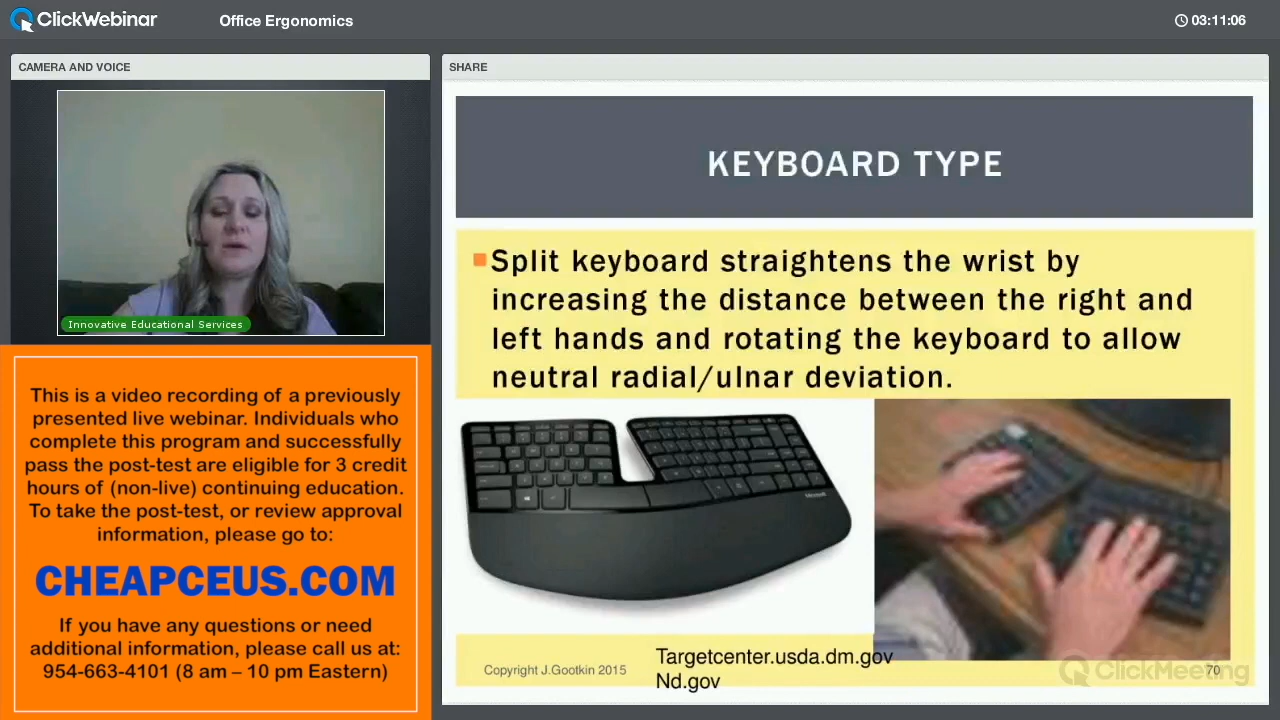 ClickWebinar
Office Ergonomics
03:11:06
CAMERA AND VOICE
SHARE
Innovative Educational Services
KEYBOARD TYPE
Split keyboard straightens the wrist by
increasing the distance between the right and
left hands and rotating the keyboard to allow
neutral radial/ulnar deviation.
This is a video recording of a previously
presented live webinar. Individuals who
complete this program and successfully
pass the post-test are eligible for 3 credit
hours of (non-live) continuing education.
To take the post-test, or review approval
information, please go to:
CHEAPCEUS.COM
If you have any questions or need
additional information, please call us at:
954-663-4101 (8 am – 10 pm Eastern)
Microsoft
Copyright J.Gootkin 2015
Targetcenter.usda.dm.gov
Nd.gov
ClickMeeting
70